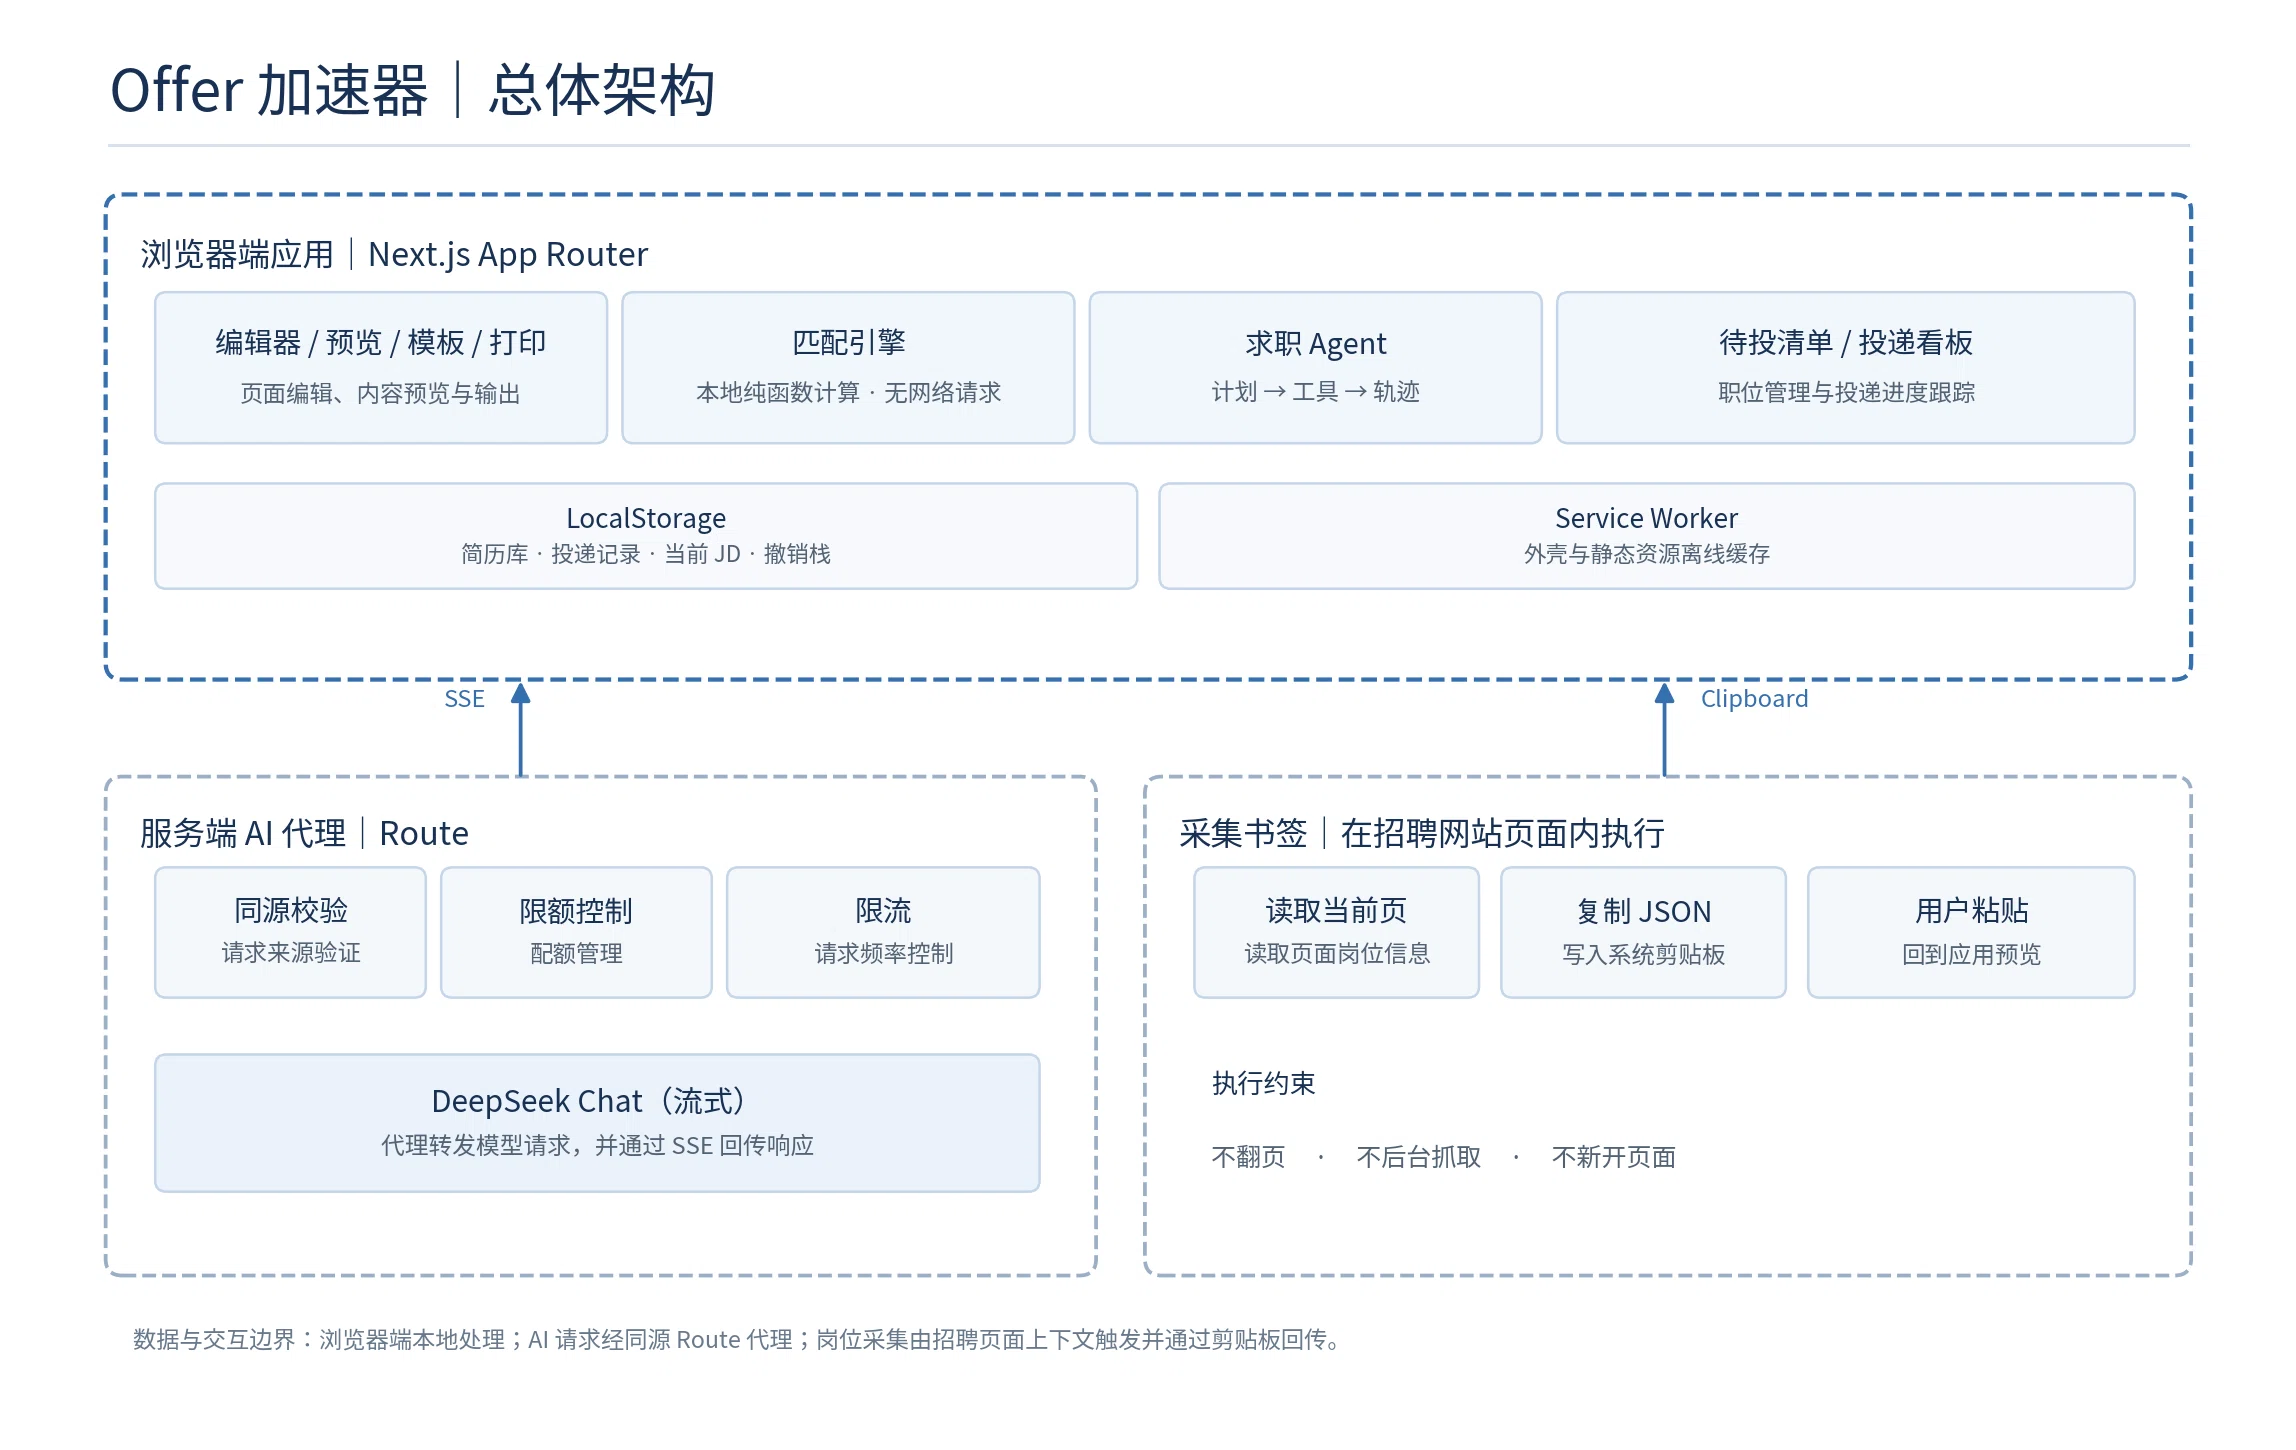 Offer 加速器｜总体架构
浏览器端应用｜Next.js App Router
编辑器 / 预览 / 模板 / 打印
页面编辑、内容预览与输出
匹配引擎
本地纯函数计算 · 无网络请求
求职 Agent
计划 → 工具 → 轨迹
待投清单 / 投递看板
职位管理与投递进度跟踪
LocalStorage
简历库 · 投递记录 · 当前 JD · 撤销栈
Service Worker
外壳与静态资源离线缓存
SSE
Clipboard
服务端 AI 代理｜Route
同源校验
请求来源验证
限额控制
配额管理
限流
请求频率控制
DeepSeek Chat（流式）
代理转发模型请求，并通过 SSE 回传响应
采集书签｜在招聘网站页面内执行
读取当前页
读取页面岗位信息
复制 JSON
写入系统剪贴板
用户粘贴
回到应用预览
执行约束
不翻页 · 不后台抓取 · 不新开页面
数据与交互边界：浏览器端本地处理；AI 请求经同源 Route 代理；岗位采集由招聘页面上下文触发并通过剪贴板回传。